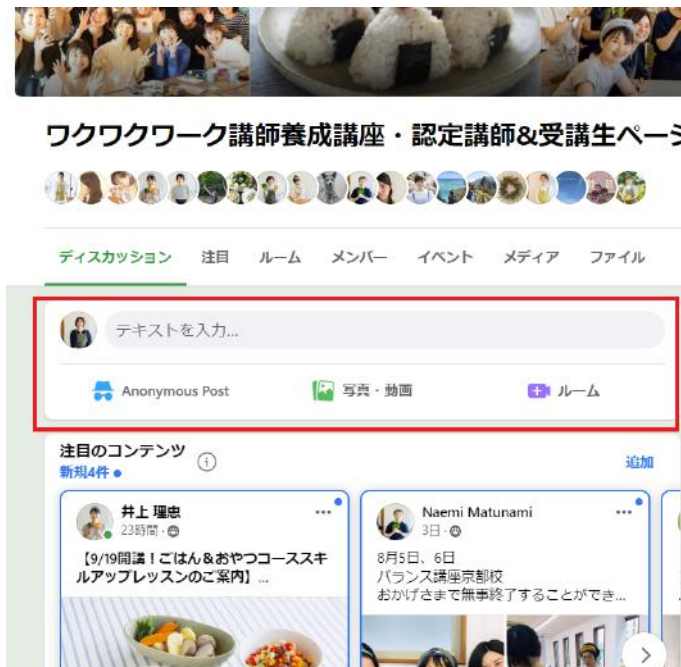 ワクワクワーク講師養成講座・認定講師&受講生ペー
ディスカッション 注目 ルーム メンバー イベント メディア ファイル
テキストを入力...
Anonymous Post 写真・動画 ルーム
注目のコンテンツ
新規4件
追加
井上 理恵
23時間
【9/19開講！ごはん＆おやつコーススキ
ルアップレッスンのご案内】...
Naemi Matunami
3日
8月5日、6日
バランス講座京都校
おかげさまで無事終了することができ...